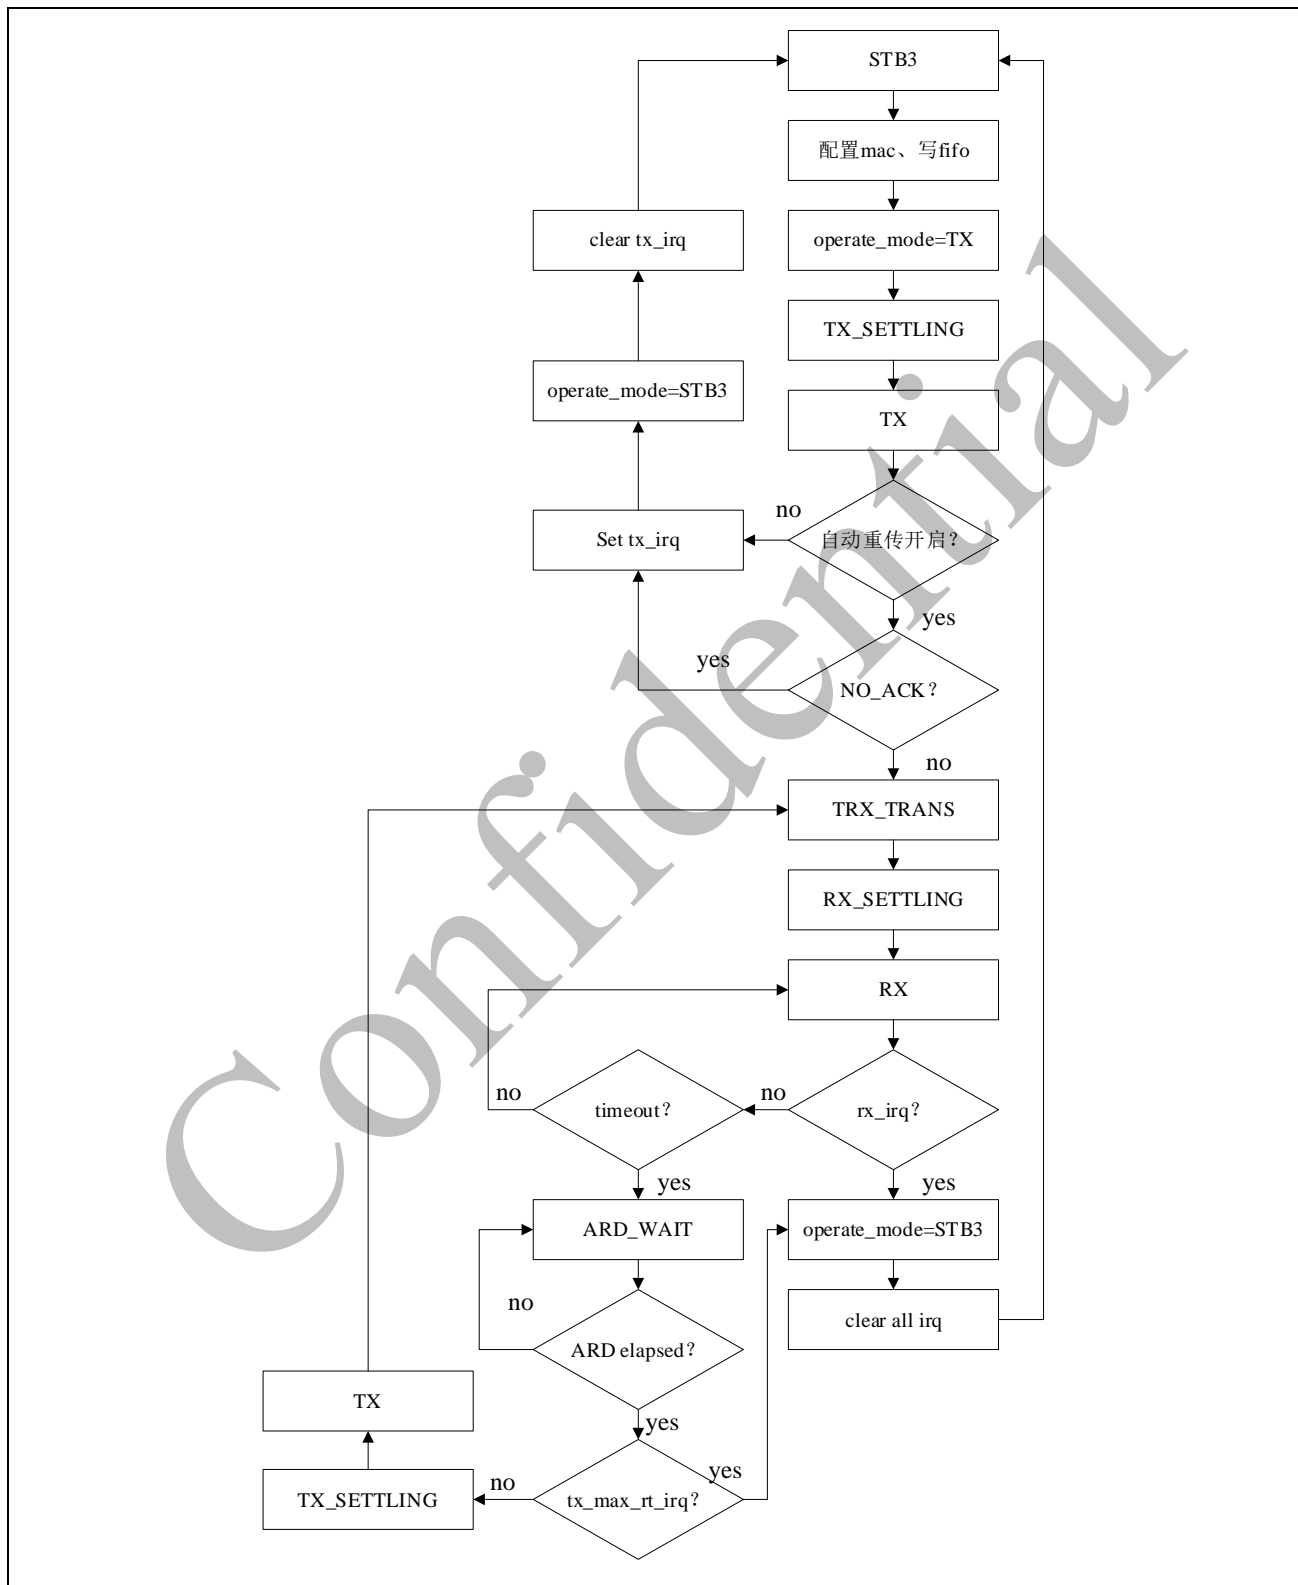 STB3
配置mac、写fifo
clear tx_irq
operate_mode=TX
TX_SETTLING
operate_mode=STB3
TX
no
Set tx_irq
自动重传开启?
yes
yes
NO_ACK?
no
TRX_TRANS
RX_SETTLING
RX
no
timeout?
no
rx_irq?
yes
yes
ARD_WAIT
operate_mode=STB3
no
clear all irq
ARD elapsed?
TX
yes
yes
no
TX_SETTLING
tx_max_rt_irq?
Confidential